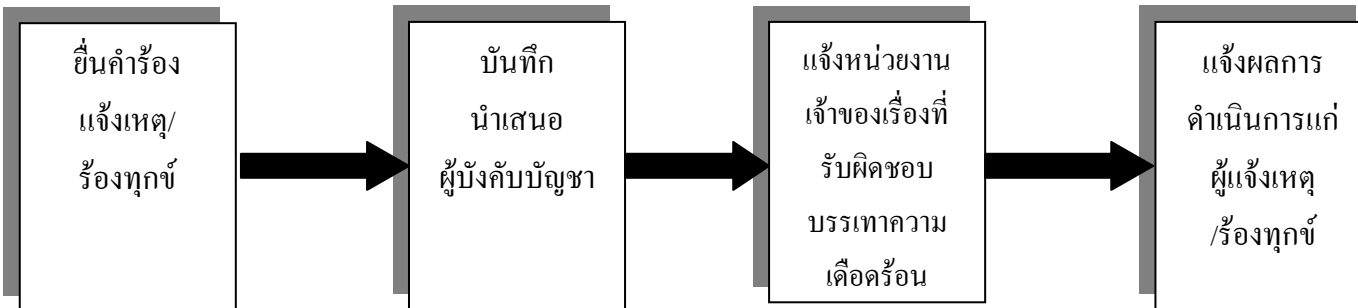 ยื่นคำร้อง
แจ้งเหตุ/
ร้องทุกข์
บันทึก
นำเสนอ
ผู้บังคับบัญชา
แจ้งหน่วยงาน
เจ้าของเรื่องที่
รับผิดชอบ
บรรเทาความ
เดือดร้อน
แจ้งผลการ
ดำเนินการแก่
ผู้แจ้งเหตุ
/ร้องทุกข์